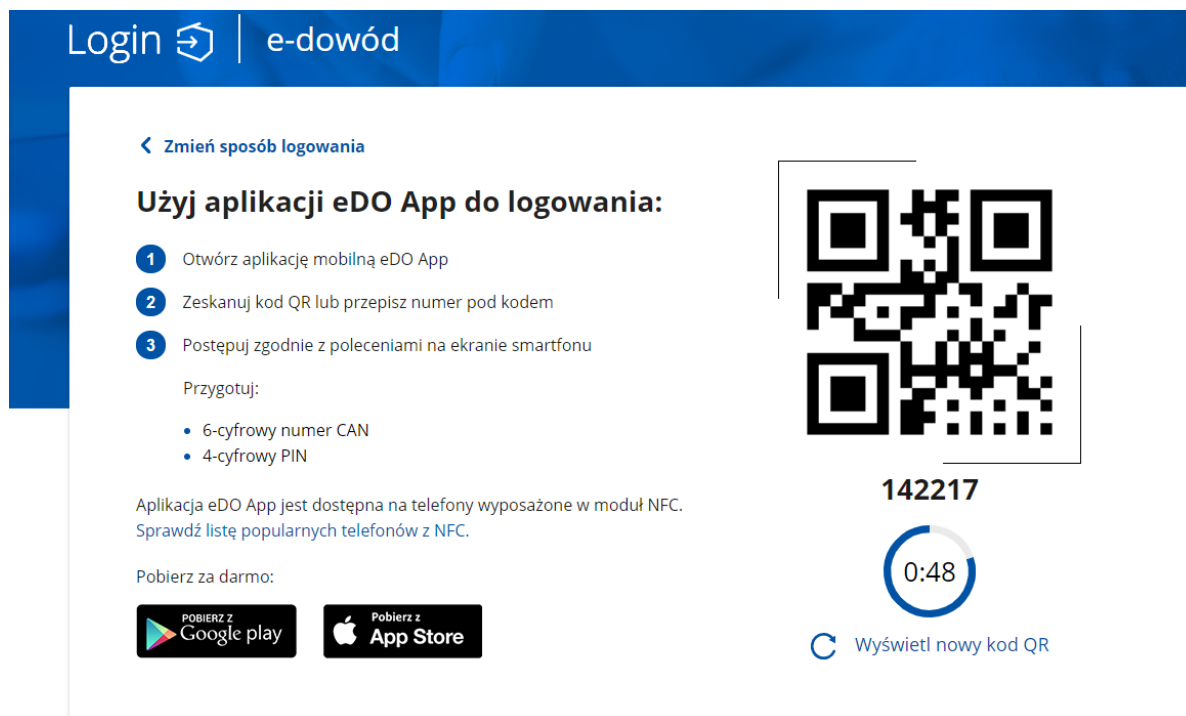 Login e-dowód
Zmień sposób logowania
Użyj aplikacji eDO App do logowania:
1 Otwórz aplikację mobilną eDO App
2 Zeskanuj kod QR lub przepisz numer pod kodem
3 Postępuj zgodnie z poleceniami na ekranie smartfonu
Przygotuj:
• 6-cyfrowy numer CAN
• 4-cyfrowy PIN
Aplikacja eDO App jest dostępna na telefony wyposażone w moduł NFC.
Sprawdź listę popularnych telefonów z NFC.
Pobierz za darmo:
POBIERZ Z
Google play
Pobierz z
App Store
142217
0:48
Wyświetl nowy kod QR